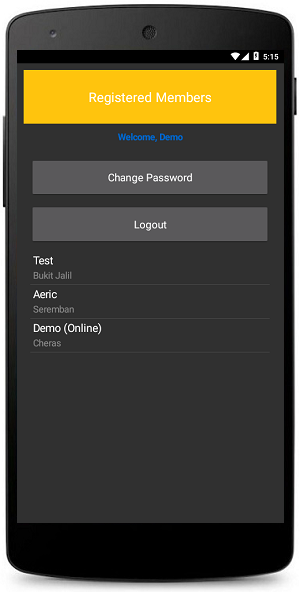 5:15
Registered Members
Welcome, Demo
Change Password
Logout
Test
Bukit Jalil
Aeric
Seremban
Demo (Online)
Cheras